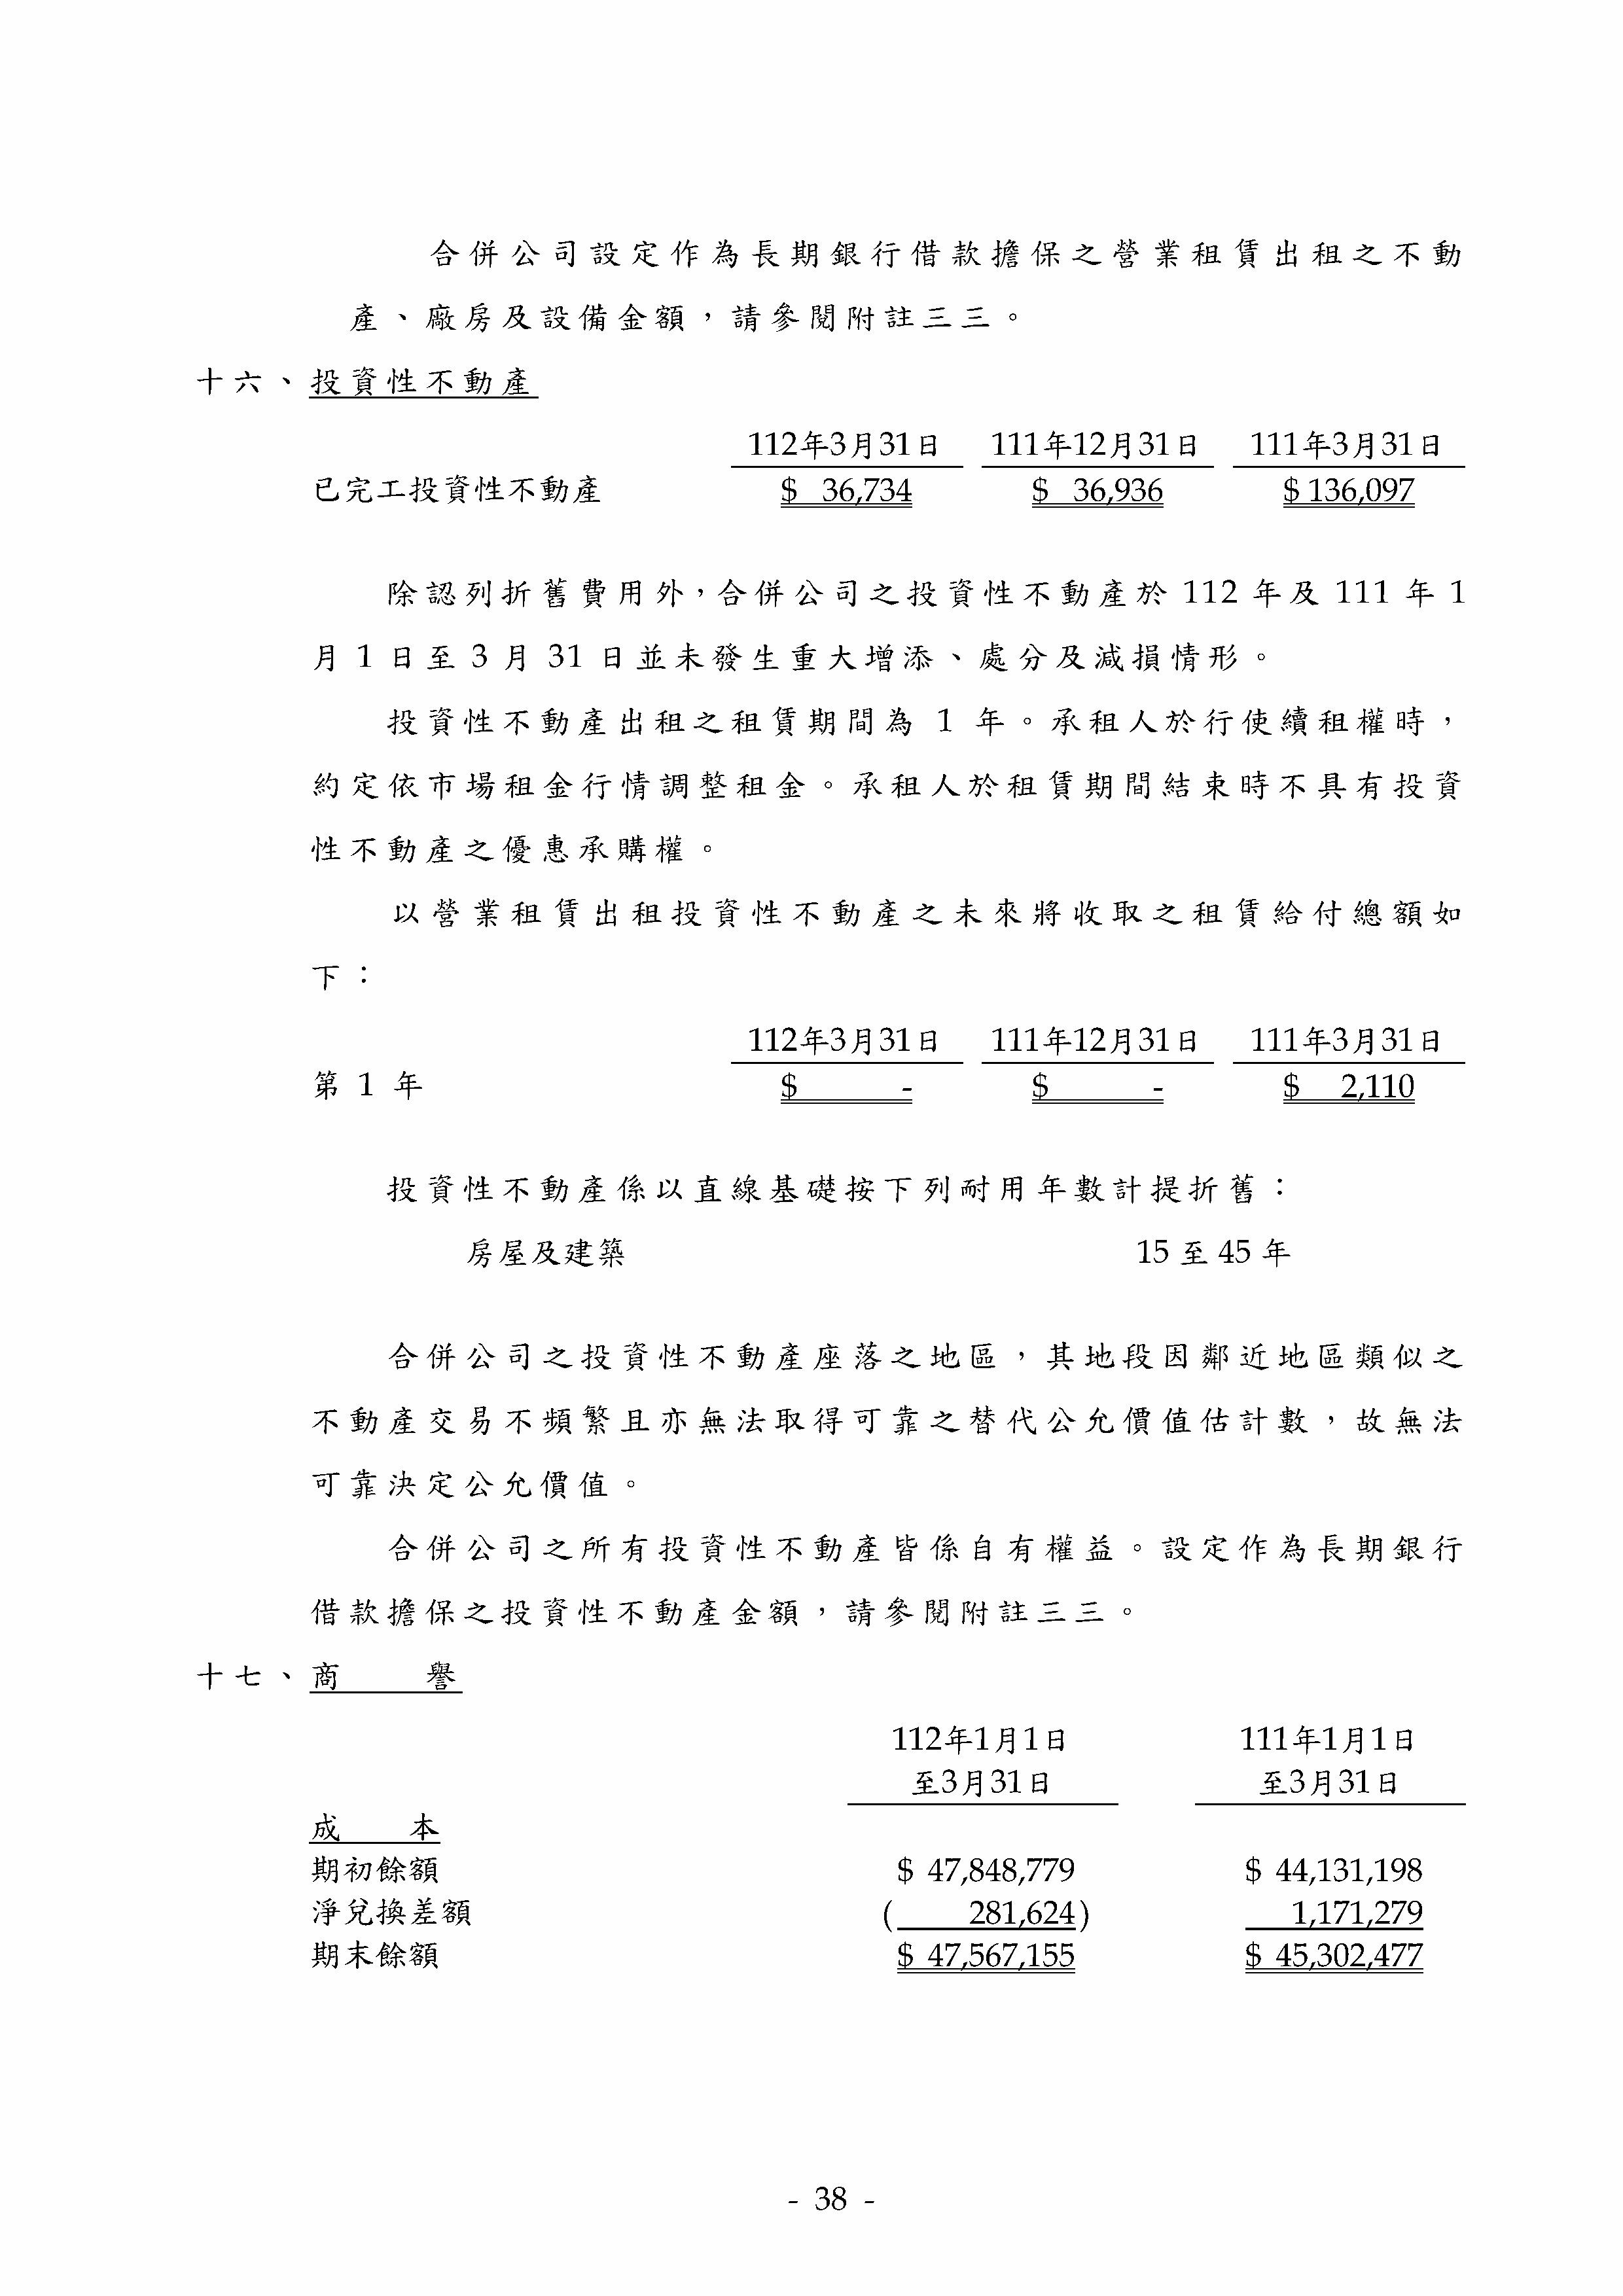 合併公司設定作為長期銀行借款擔保之營業租賃出租之不動
產、廠房及設備金額，請參閱附註三三。
十六、投資性不動產
112年3月31日 111年12月31日 111年3月31日
已完工投資性不動產 $ 36,734 $ 36,936 $ 136,097
除認列折舊費用外，合併公司之投資性不動產於 112 年及 111 年 1
月 1 日至 3 月 31 日並未發生重大增添、處分及減損情形。
投資性不動產出租之租賃期間為 1 年。承租人於行使續租權時，
約定依市場租金行情調整租金。承租人於租賃期間結束時不具有投資
性不動產之優惠承購權。
以營業租賃出租投資性不動產之未來將收取之租賃給付總額如
下：
112年3月31日 111年12月31日 111年3月31日
第 1 年 $ - $ - $ 2,110
投資性不動產係以直線基礎按下列耐用年數計提折舊：
房屋及建築 15 至 45 年
合併公司之投資性不動產座落之地區，其地段因鄰近地區類似之
不動產交易不頻繁且亦無法取得可靠之替代公允價值估計數，故無法
可靠決定公允價值。
合併公司之所有投資性不動產皆係自有權益。設定作為長期銀行
借款擔保之投資性不動產金額，請參閱附註三三。
十七、商 譽
112年1月1日 111年1月1日
至3月31日 至3月31日
成 本
期初餘額 $ 47,848,779 $ 44,131,198
淨兌換差額 ( 281,624) 1,171,279
期末餘額 $ 47,567,155 $ 45,302,477
- 38 -